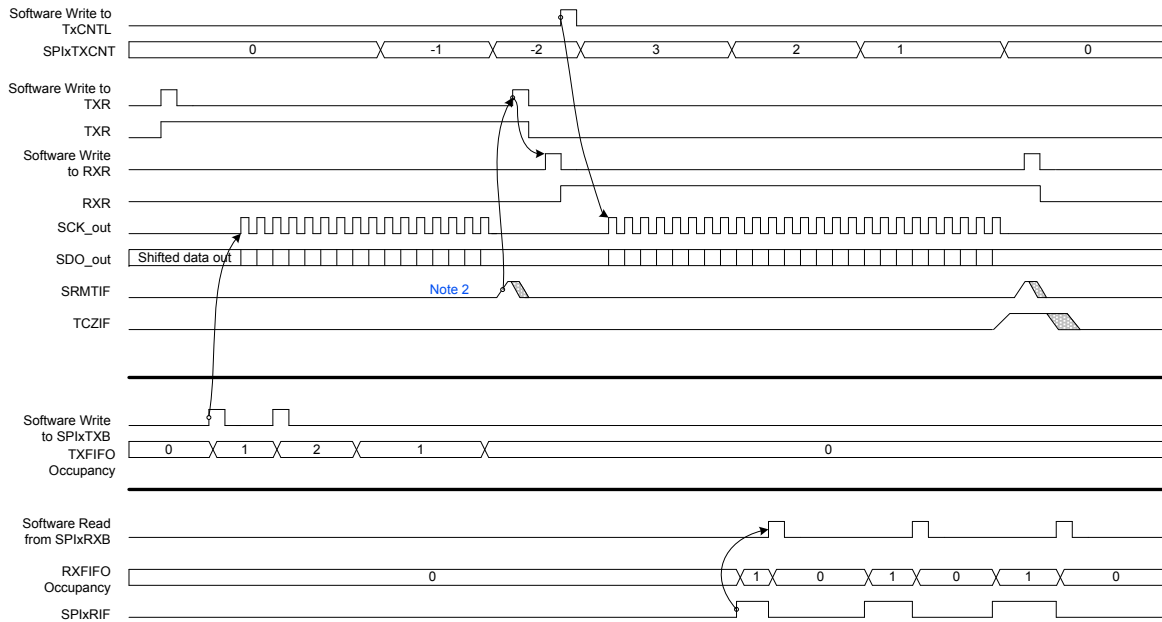 Software Write to
TxCNTL
SPIxTXCNT 0 -1 -2 3 2 1 0
Software Write to
TXR
TXR
Software Write
to RXR
RXR
SCK_out
SDO_out Shifted data out
SRMTIF Note 2
TCZIF
Software Write
to SPIxTXB
TXFIFO 0 1 2 1 0
Occupancy
Software Read
from SPIxRXB
RXFIFO 0 1 0 1 0 1 0
Occupancy
SPIxRIF